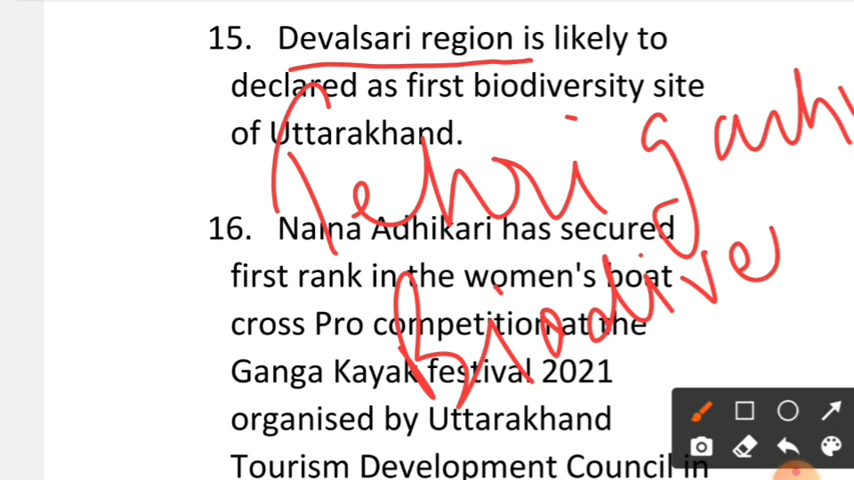 15. Devalsari region is likely to
declared as first biodiversity site
of Uttarakhand.
Tehri garh
16. Naina Adhikari has secured
first rank in the women's boat
Biodive
cross Pro competition at the
Ganga Kayak festival 2021
organised by Uttarakhand
Tourism Development Council in